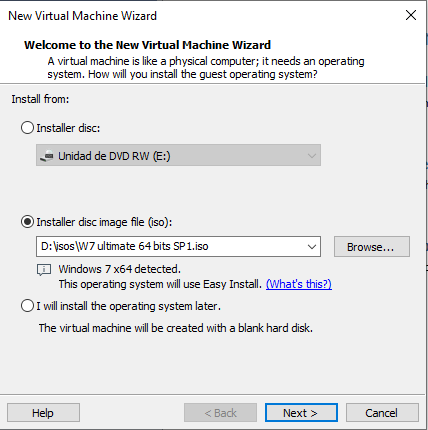 New Virtual Machine Wizard
Welcome to the New Virtual Machine Wizard
A virtual machine is like a physical computer; it needs an operating
system. How will you install the guest operating system?
Install from:
Installer disc:
Unidad de DVD RW (E:)
Installer disc image file (iso):
D:\isos\W7 ultimate 64 bits SP1.iso
Browse...
Windows 7 x64 detected.
This operating system will use Easy Install. (What's this?)
I will install the operating system later.
The virtual machine will be created with a blank hard disk.
Help
< Back
Next >
Cancel